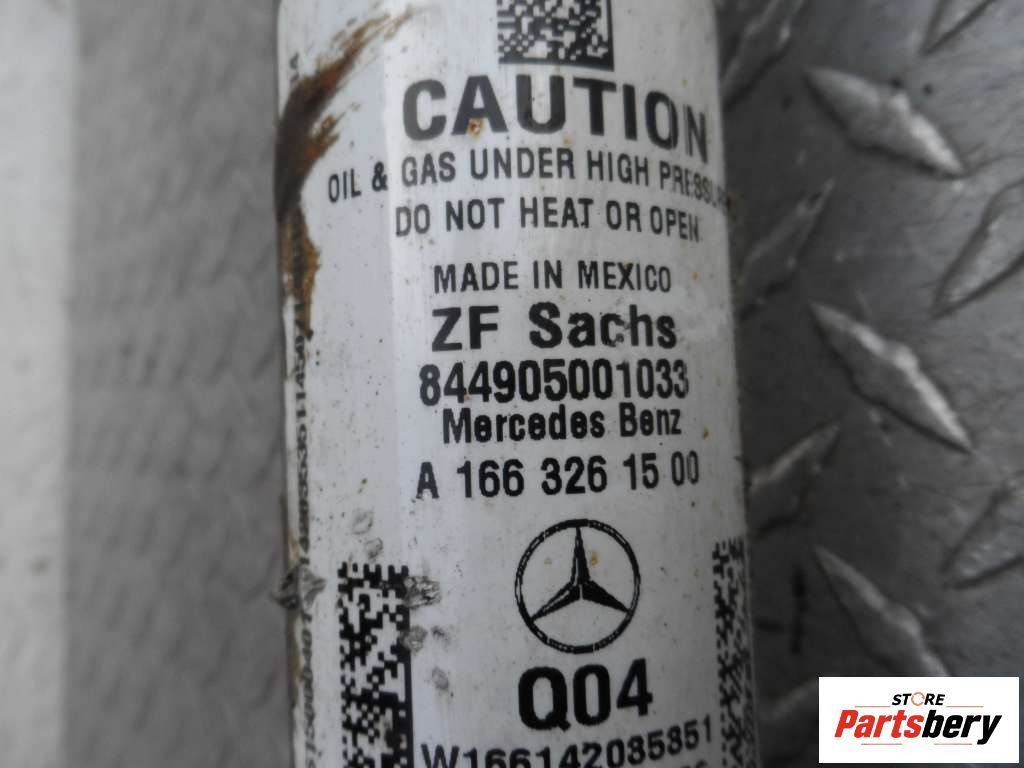 CAUTION
OIL & GAS UNDER HIGH PRESSU
DO NOT HEAT OR OPEN
MADE IN MEXICO
ZF Sachs
844905001033
Mercedes Benz
A 166 326 15 00
Q04
W166142035351
STORE
Partsbery